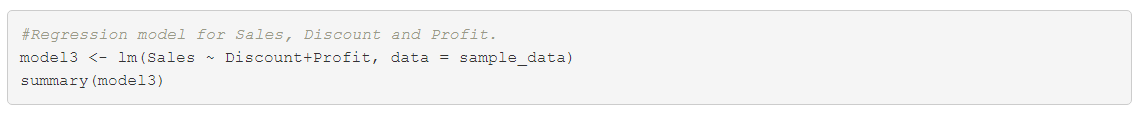 #Regression model for Sales, Discount and Profit.
model3 <- lm(Sales ~ Discount+Profit, data = sample_data)
summary(model3)